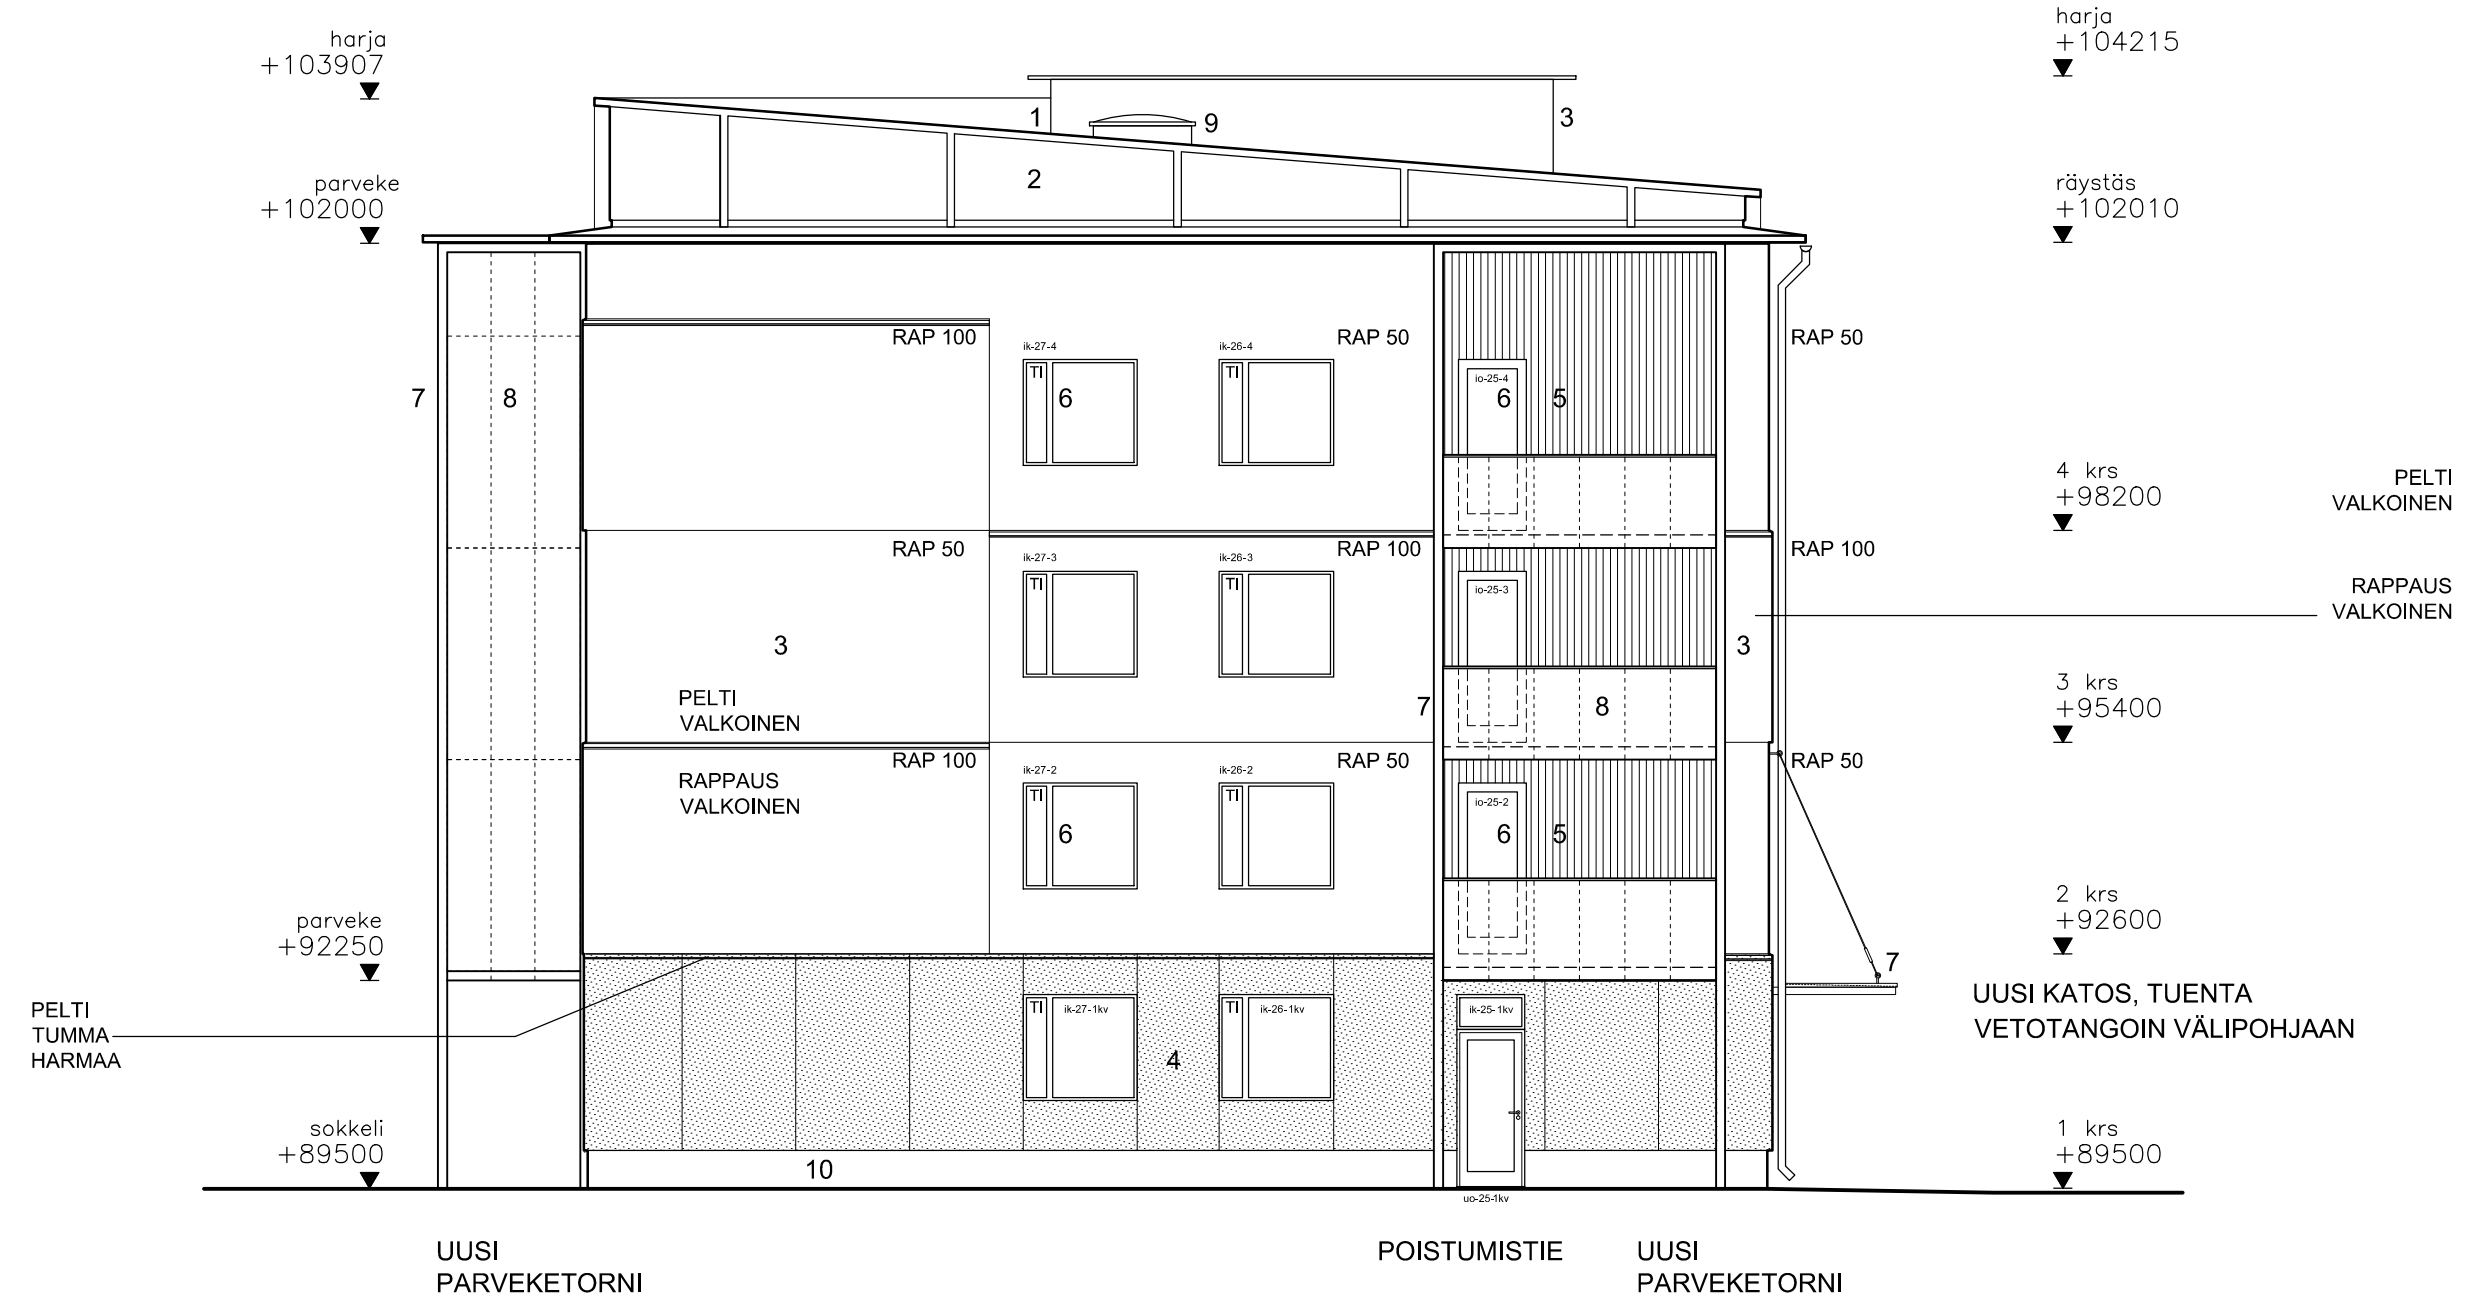 harja
+103907
harja
+104215
1
9
3
2
parveke
+102000
räystäs
+102010
RAP 100
ik-27-4
ik-26-4
RAP 50
RAP 50
TI
TI
io-25-4
7
8
6
6
5
4 krs
+98200
PELTI
VALKOINEN
RAP 50
ik-27-3
ik-26-3
RAP 100
RAP 100
TI
TI
io-25-3
RAPPAUS
VALKOINEN
3
3
PELTI
VALKOINEN
7
8
3 krs
+95400
RAP 100
ik-27-2
ik-26-2
RAP 50
RAP 50
RAPPAUS
VALKOINEN
TI
TI
io-25-2
6
6
5
parveke
+92250
2 krs
+92600
7
UUSI KATOS, TUENTA
VETOTANGOIN VÄLIPOHJAAN
PELTI
TUMMA
HARMAA
TI
ik-27-1kv
TI
ik-26-1kv
ik-25-1kv
4
sokkeli
+89500
1 krs
+89500
10
uo-25-1kv
UUSI
PARVEKETORNI
POISTUMISTIE
UUSI
PARVEKETORNI